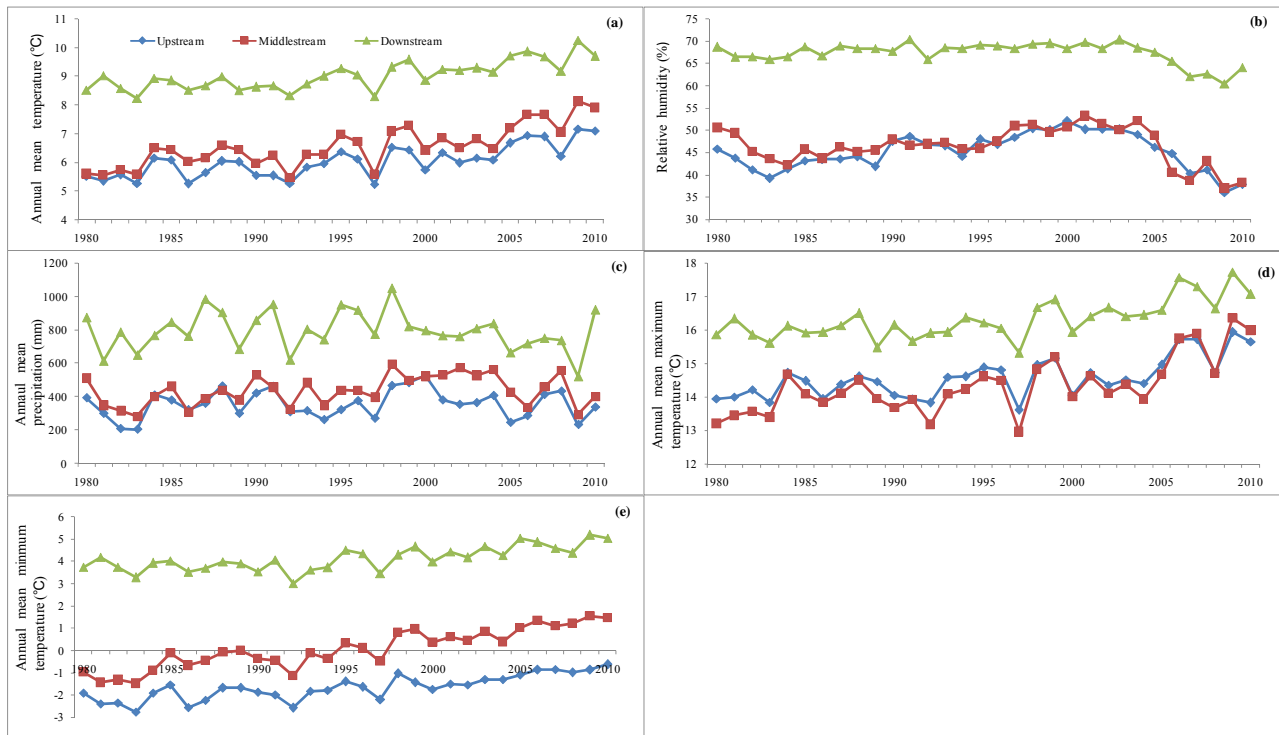 (a)
Upstream Middlestream Downstream
Annual mean temperature (℃)
11
10
9
8
7
6
5
4
1980 1985 1990 1995 2000 2005 2010
(b)
Relative humidity (%)
75
70
65
60
55
50
45
40
35
30
1980 1985 1990 1995 2000 2005 2010
(c)
Annual mean
precipitation (mm)
1200
1000
800
600
400
200
0
1980 1985 1990 1995 2000 2005 2010
(d)
Annual mean maximum
temperature (℃)
18
17
16
15
14
13
12
1980 1985 1990 1995 2000 2005 2010
(e)
Annual mean minmum
temperature (℃)
6
5
4
3
2
1
0
-1
-2
-3
1980 1985 1990 1995 2000 2005 2010